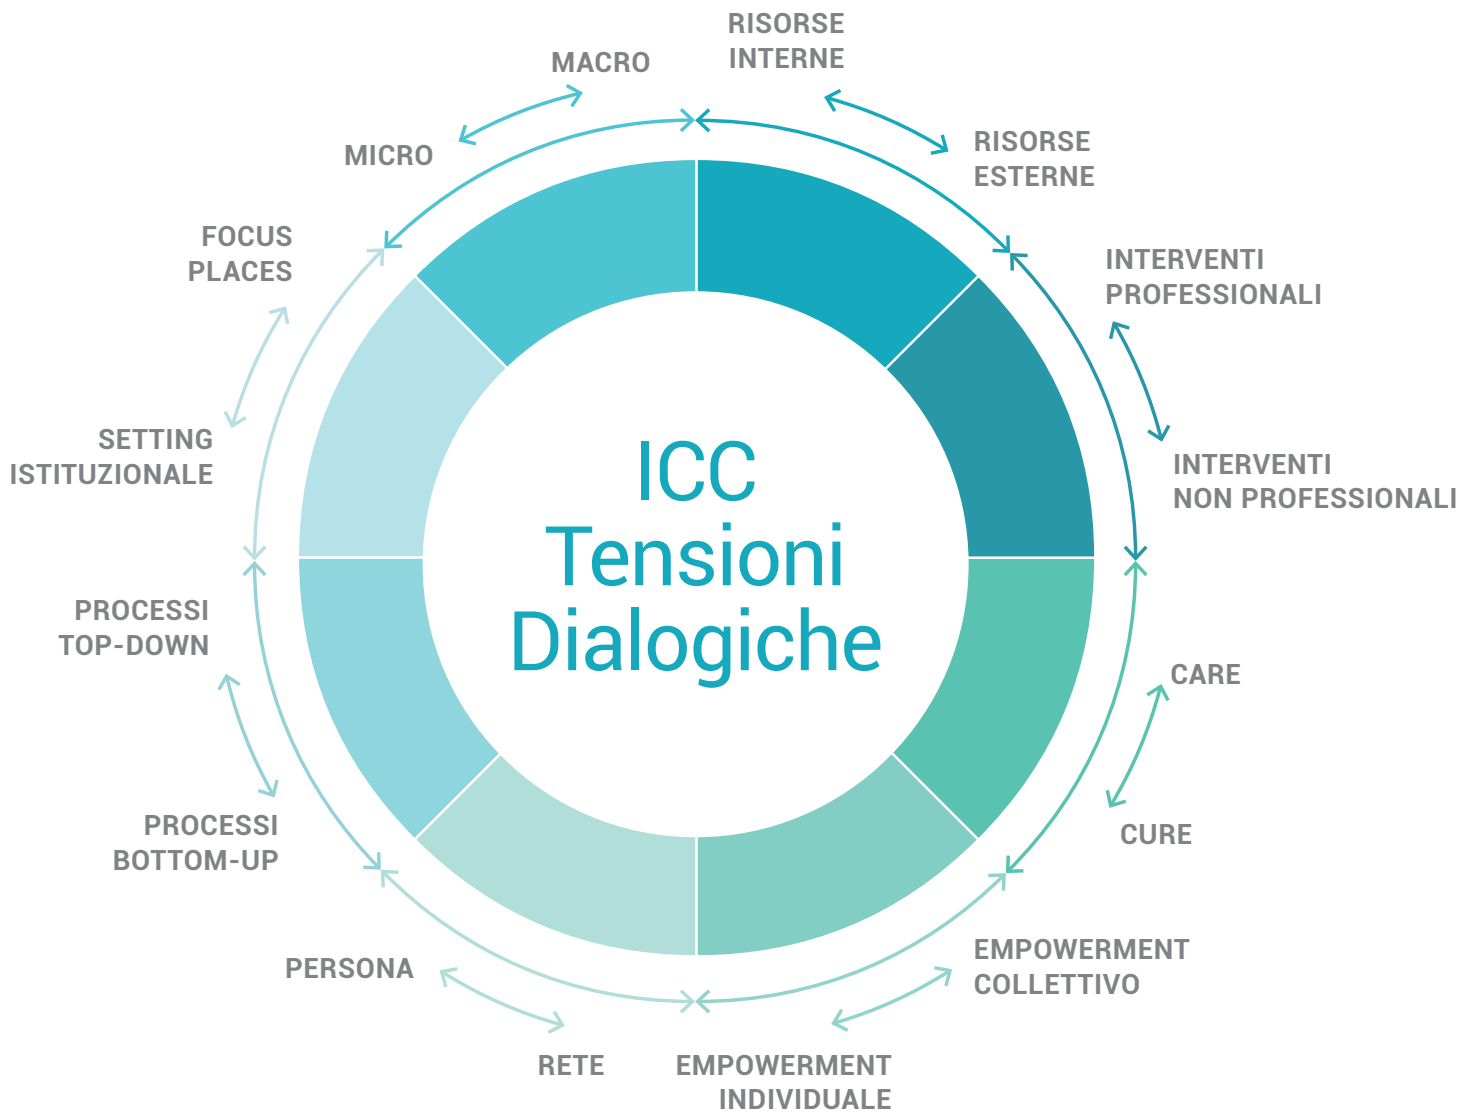 RISORSE
INTERNE
RISORSE
ESTERNE
INTERVENTI
PROFESSIONALI
INTERVENTI
NON PROFESSIONALI
CARE
CURE
EMPOWERMENT
COLLETTIVO
EMPOWERMENT
INDIVIDUALE
RETE
PERSONA
PROCESSI
BOTTOM-UP
PROCESSI
TOP-DOWN
SETTING
ISTITUZIONALE
FOCUS
PLACES
MICRO
MACRO
ICC
Tensioni
Dialogiche